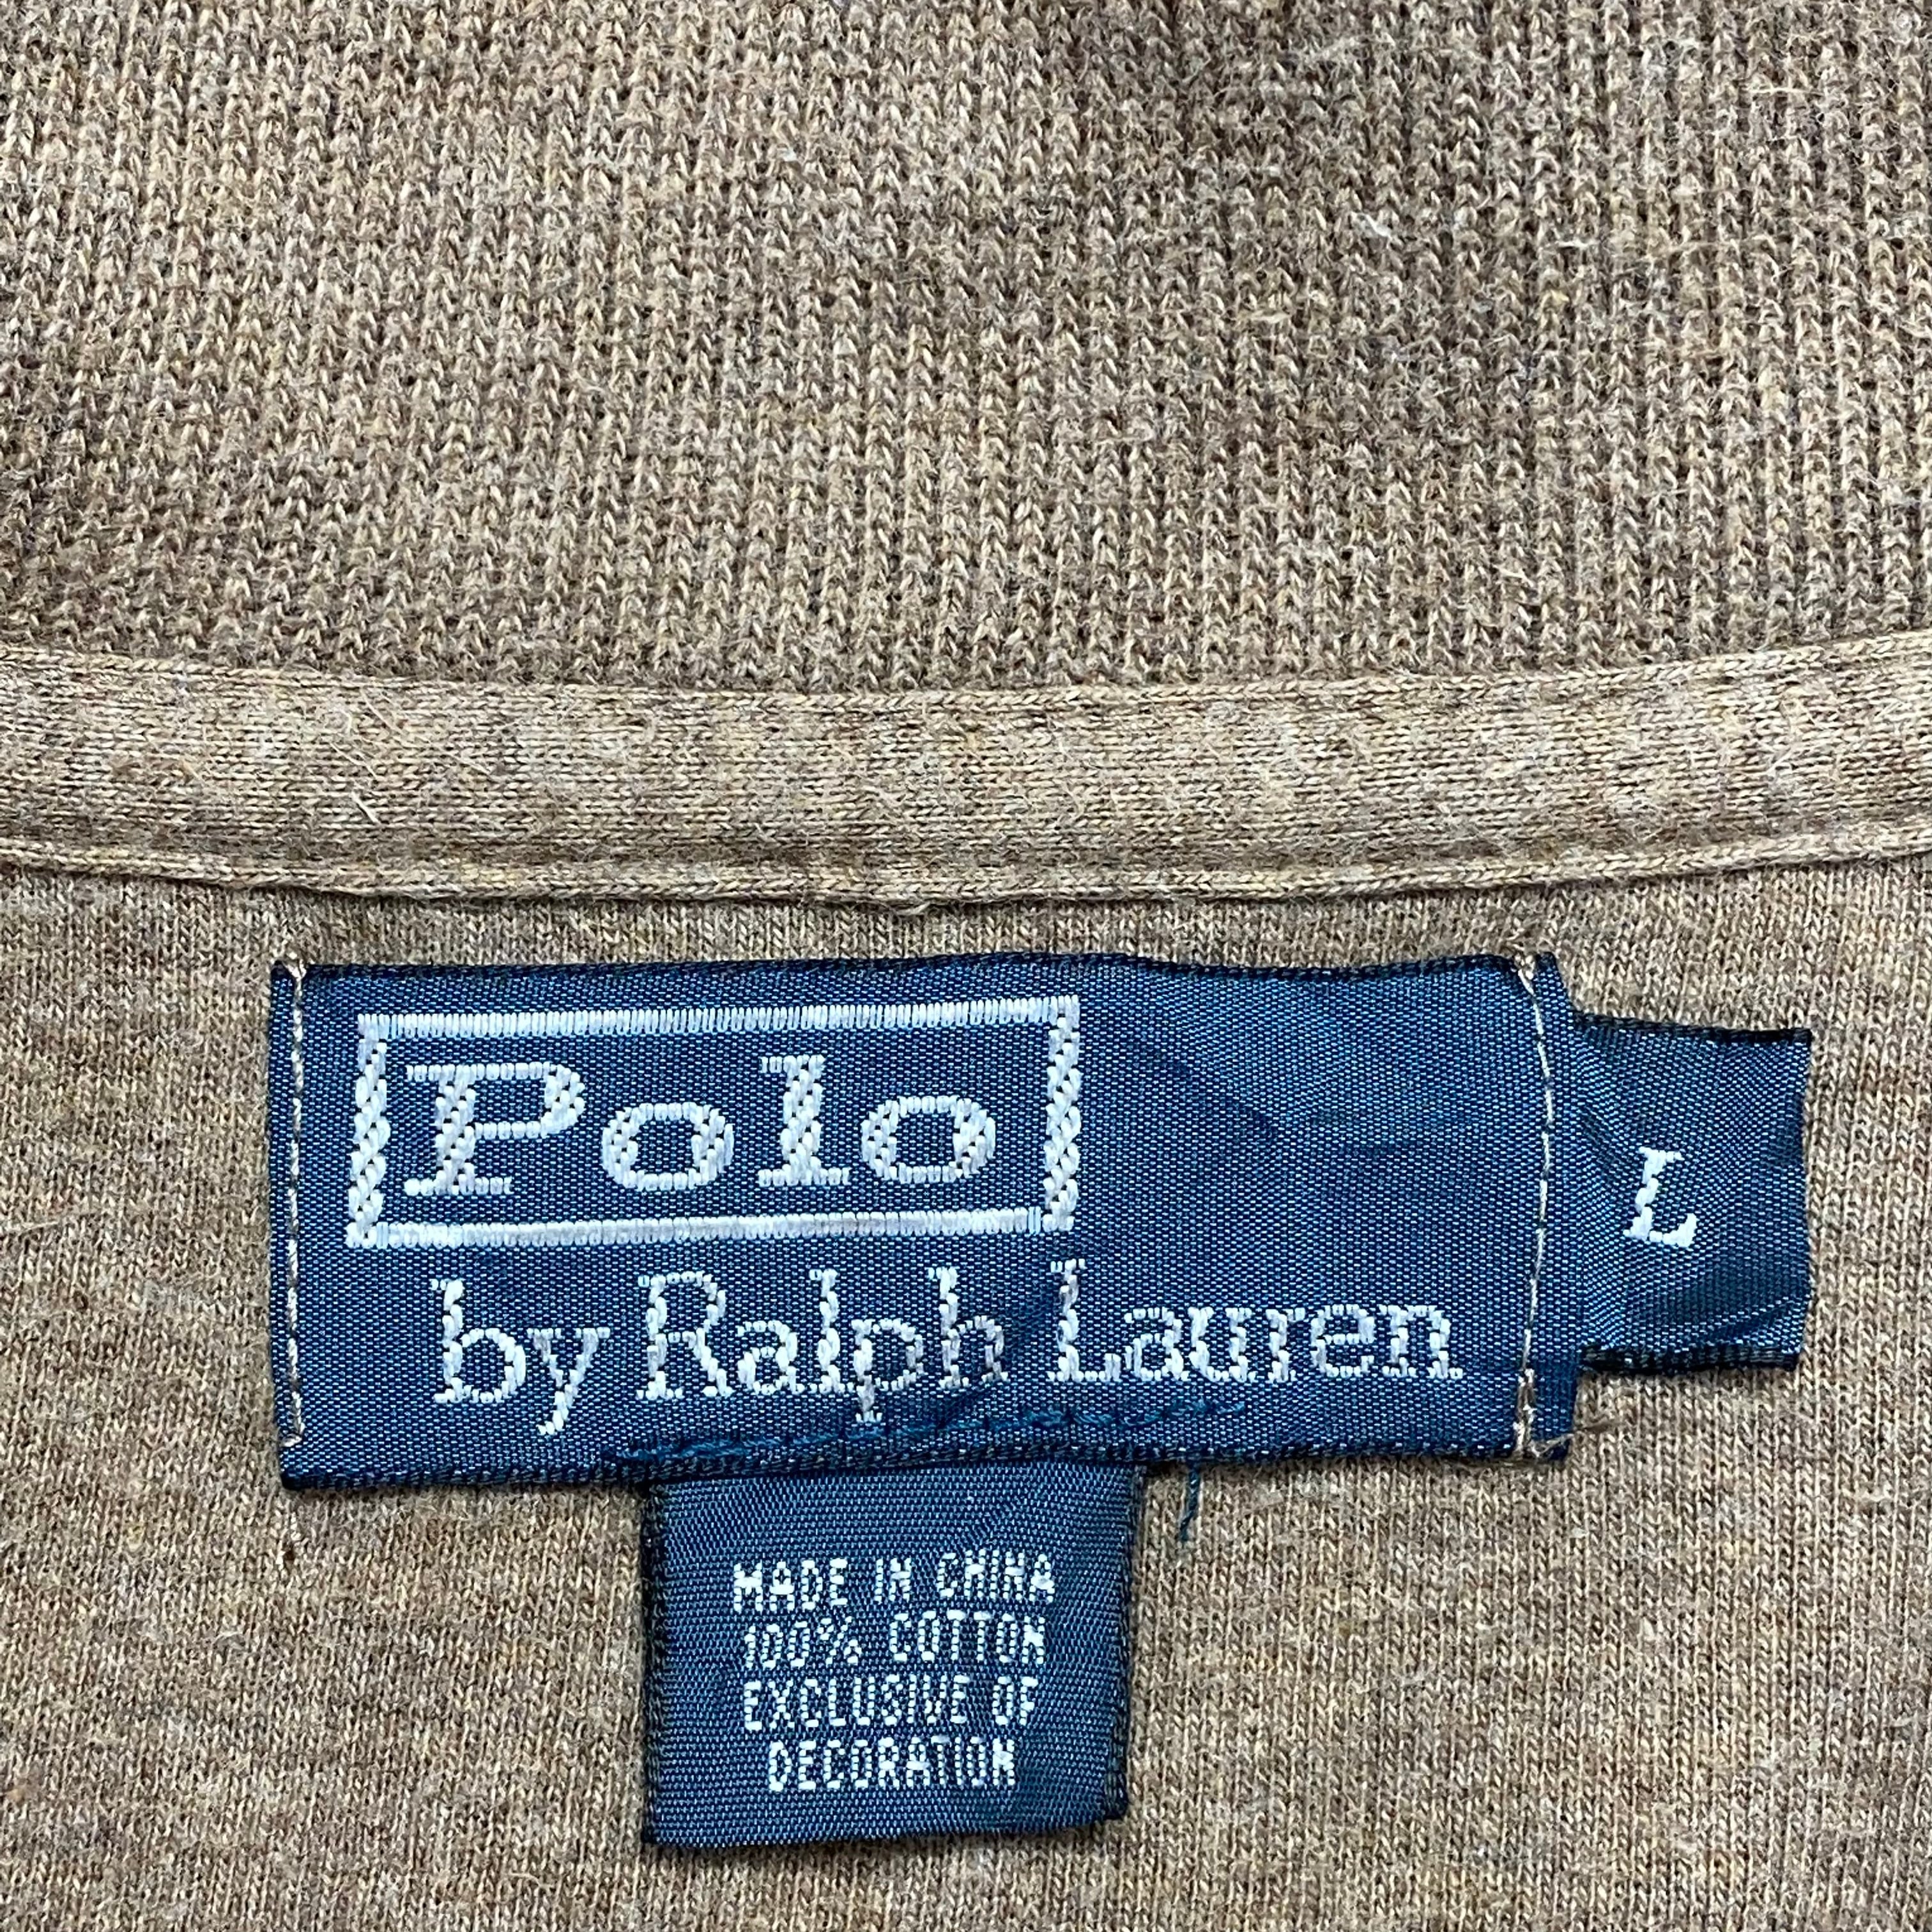 Polo
by Ralph Lauren
L
MADE IN CHINA
100% COTTON
EXCLUSIVE OF
DECORATION